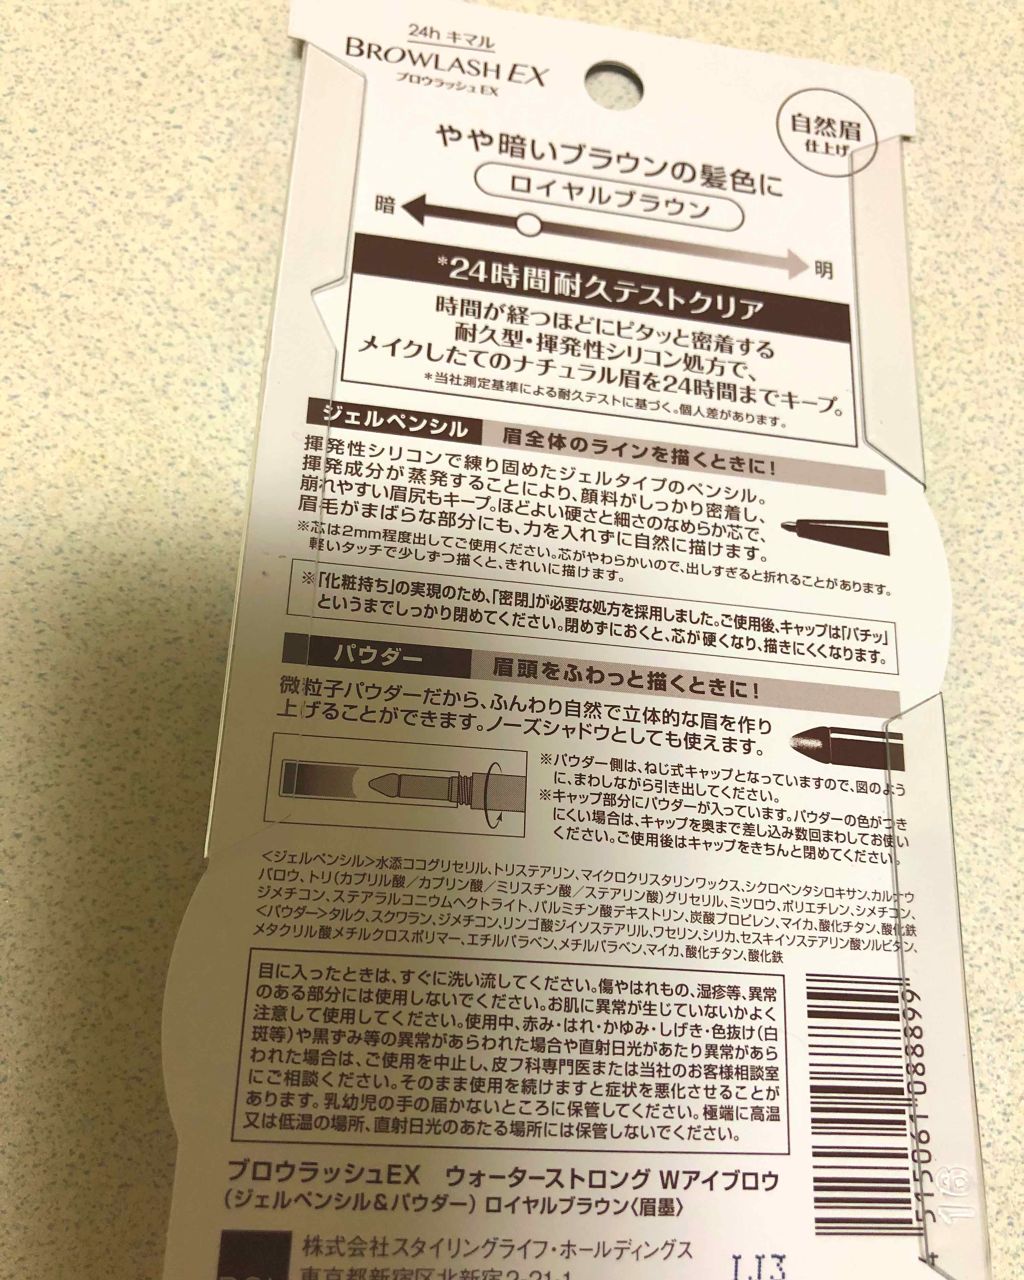 24h キマル
BROWLASH EX
ブロウラッシュEX
自然眉
仕上げ
やや暗いブラウンの髪色に
ロイヤルブラウン
暗
明
*24時間耐久テストクリア
時間が経つほどにピタッと密着する
耐久型・揮発性シリコン処方で、
メイクしたてのナチュラル眉を24時間までキープ。
*当社測定基準による耐久テストに基づく。個人差があります。
ジェルペンシル 眉全体のラインを描くときに!
揮発性シリコンで練り固めたジェルタイプのペンシル。
揮発成分が蒸発することにより、顔料がしっかり密着し、
崩れやすい眉尻もキープ。ほどよい硬さと細さのなめらか芯で、
眉毛がまばらな部分にも、力を入れずに自然に描けます。
※芯は2mm程度出してご使用ください。芯がやわらかいので、出しすぎると折れることがあります。
軽いタッチで少しずつ描くと、きれいに描けます。
※「化粧持ち」の実現のため、「密閉」が必要な処方を採用しました。ご使用後、キャップは「パチッ」
というまでしっかり閉めてください。閉めずにおくと、芯が硬くなり、描きにくくなります。
パウダー 眉頭をふわっと描くときに!
微粒子パウダーだから、ふんわり自然で立体的な眉を作り
上げることができます。ノーズシャドウとしても使えます。
※パウダー側は、ねじ式キャップとなっていますので、図のよう
に、まわしながら引き出してください。
※キャップ部分にパウダーが入っています。パウダーの色がつき
にくい場合は、キャップを奥まで差し込み数回まわしてお使い
ください。ご使用後はキャップをきちんと閉めてください。
<ジェルペンシル>水添ココグリセリル、トリステアリン、マイクロクリスタリンワックス、シクロペンタシロキサン、カルナウ
バロウ、トリ(カプリル酸/カプリン酸/ミリスチン酸/ステアリン酸)グリセリル、ミツロウ、ポリエチレン、シメチコン、
ジメチコン、ステアラルコニウムヘクトライト、パルミチン酸デキストリン、炭酸プロピレン、マイカ、酸化チタン、酸化鉄
<パウダー>タルク、スクワラン、ジメチコン、リンゴ酸ジイソステアリル、ワセリン、シリカ、セスキイソステアリン酸ソルビタン、
メタクリル酸メチルクロスポリマー、エチルパラベン、メチルパラベン、マイカ、酸化チタン、酸化鉄
目に入ったときは、すぐに洗い流してください。傷やはれもの、湿疹等、異常
のある部分には使用しないでください。お肌に異常が生じていないかよく
注意して使用してください。使用中、赤み・はれ・かゆみ・しげき・色抜け(白
斑等)や黒ずみ等の異常があらわれた場合や直射日光があたり異常があら
われた場合は、ご使用を中止し、皮フ科専門医または当社のお客様相談室
にご相談ください。そのまま使用を続けますと症状を悪化させることが
あります。乳幼児の手の届かないところに保管してください。極端に高温
又は低温の場所、直射日光のあたる場所には保管しないでください。
4 515061 088899
16
ブロウラッシュEX ウォーターストロング Wアイブロウ
(ジェルペンシル&パウダー) ロイヤルブラウン〈眉墨〉
株式会社スタイリングライフ・ホールディングス
東京都新宿区北新宿2-21-1